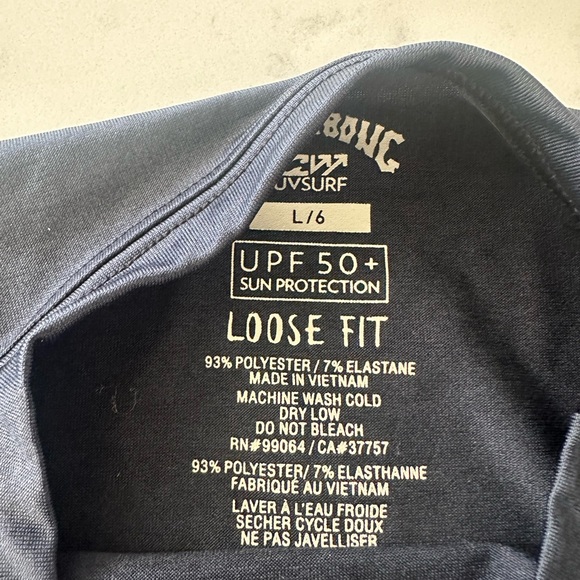 UVSURF
L/6
UPF 50+
SUN PROTECTION
LOOSE FIT
93% POLYESTER / 7% ELASTANE
MADE IN VIETNAM
MACHINE WASH COLD
DRY LOW
DO NOT BLEACH
RN#99064 / CA#37757
93% POLYESTER/ 7% ELASTHANNE
FABRIQUÉ AU VIETNAM
LAVER À L'EAU FROIDE
SECHER CYCLE DOUX
NE PAS JAVELLISER